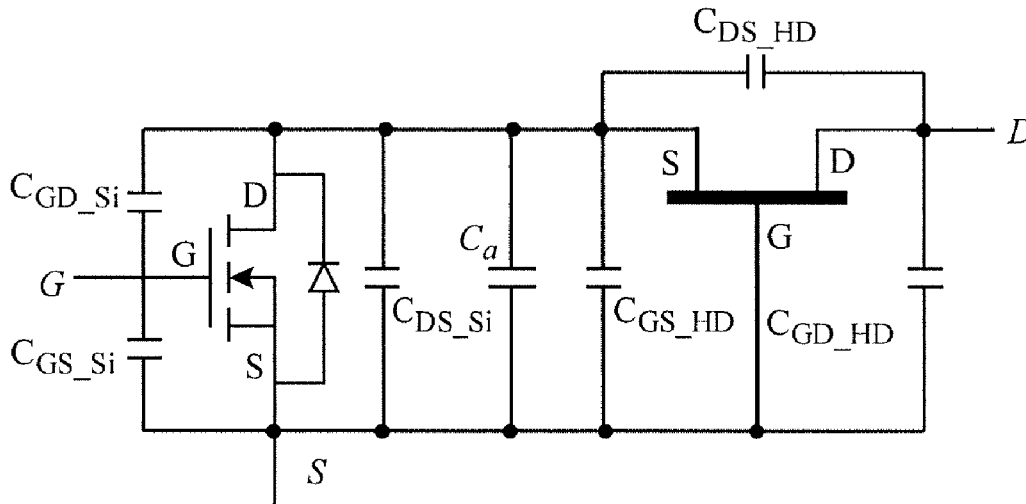 C_DS_HD
D
S
D
C_GD_Si
D
G
G
C_a
G
C_DS_Si
C_GS_HD
C_GD_HD
C_GS_Si
S
S